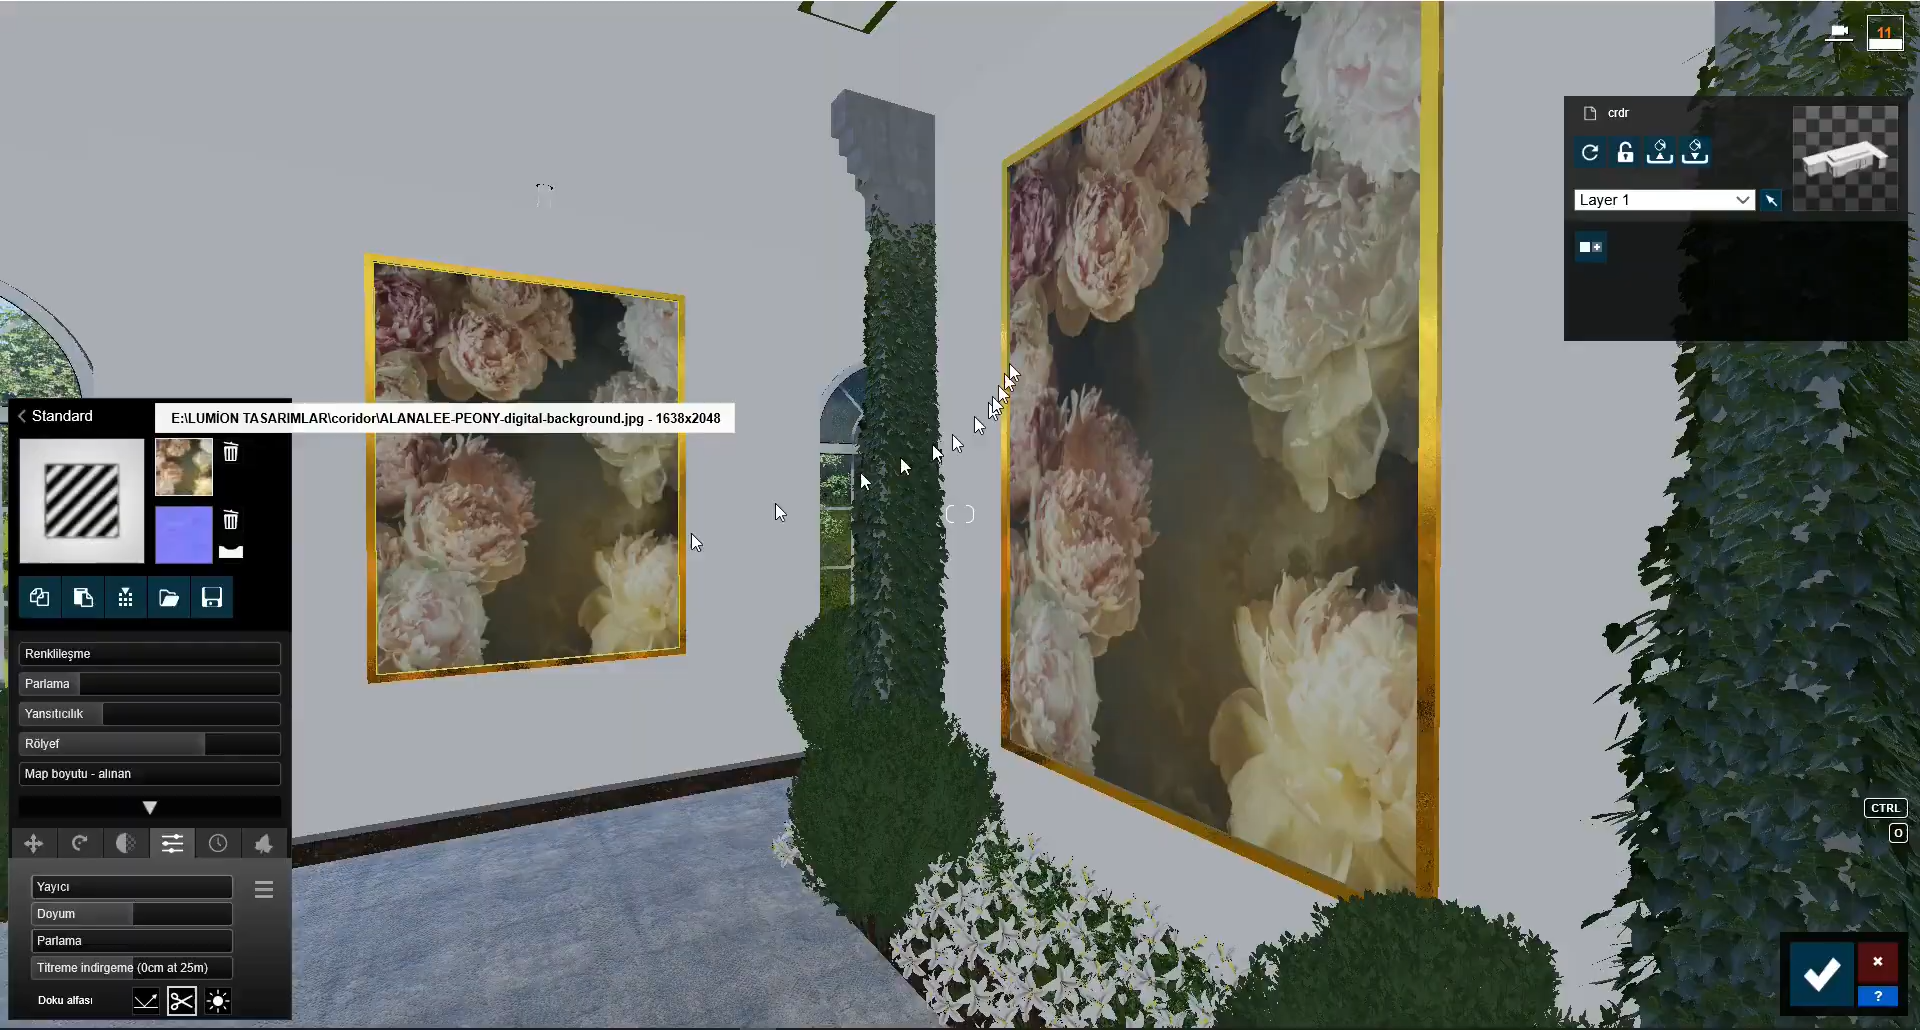 11
crdr
Layer 1
Standard
E:\LUMİON TASARIMLAR\coridor\ALANALEE-PEONY-digital-background.jpg - 1638x2048
Renklileşme
Parlama
Yansıtıcılık
Rölyef
Map boyutu - alınan
CTRL
O
Yayıcı
Doyum
Parlama
Titreme indirgeme (0cm at 25m)
Doku alfası
?